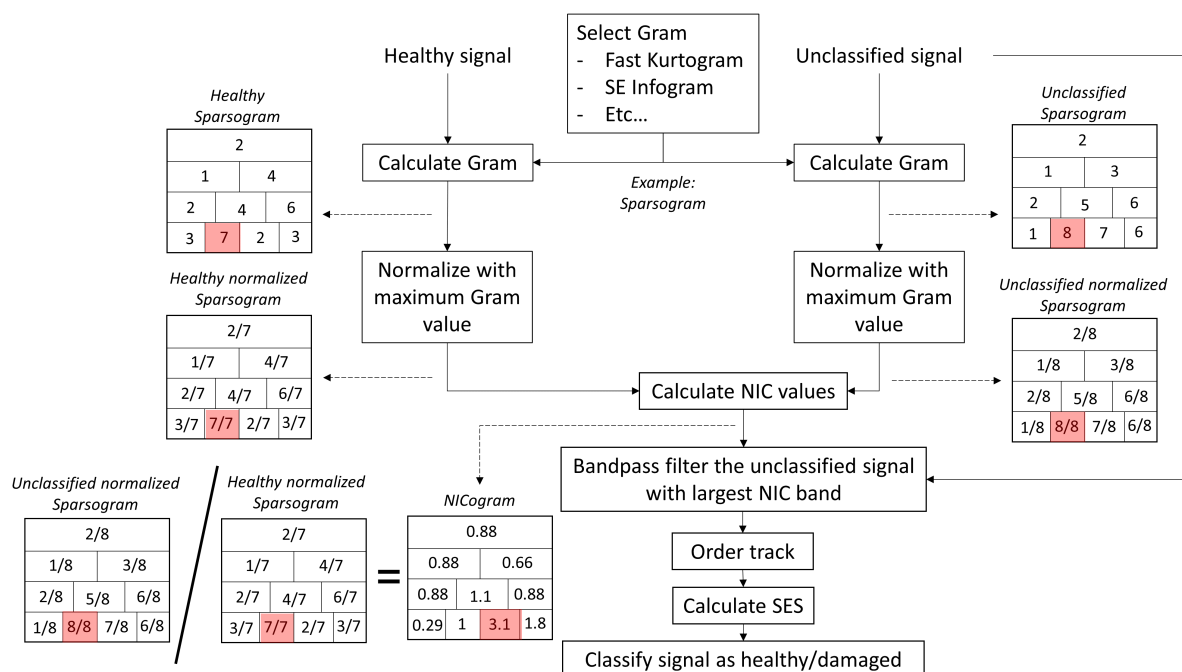 Select Gram
- Fast Kurtogram
- SE Infogram
- Etc...
Healthy signal
Unclassified signal
Healthy
Sparsogram
2
1 4
2 4 6
3 7 2 3
Calculate Gram
Calculate Gram
Example:
Sparsogram
Unclassified
Sparsogram
2
1 3
2 5 6
1 8 7 6
Normalize with
maximum Gram
value
Normalize with
maximum Gram
value
Healthy normalized
Sparsogram
2/7
1/7 4/7
2/7 4/7 6/7
3/7 7/7 2/7 3/7
Unclassified normalized
Sparsogram
2/8
1/8 3/8
2/8 5/8 6/8
1/8 8/8 7/8 6/8
Calculate NIC values
Bandpass filter the unclassified signal
with largest NIC band
Unclassified normalized
Sparsogram
2/8
1/8 3/8
2/8 5/8 6/8
1/8 8/8 7/8 6/8
/
Healthy normalized
Sparsogram
2/7
1/7 4/7
2/7 4/7 6/7
3/7 7/7 2/7 3/7
=
NICogram
0.88
0.88 0.66
0.88 1.1 0.88
0.29 1 3.1 1.8
Order track
Calculate SES
Classify signal as healthy/damaged